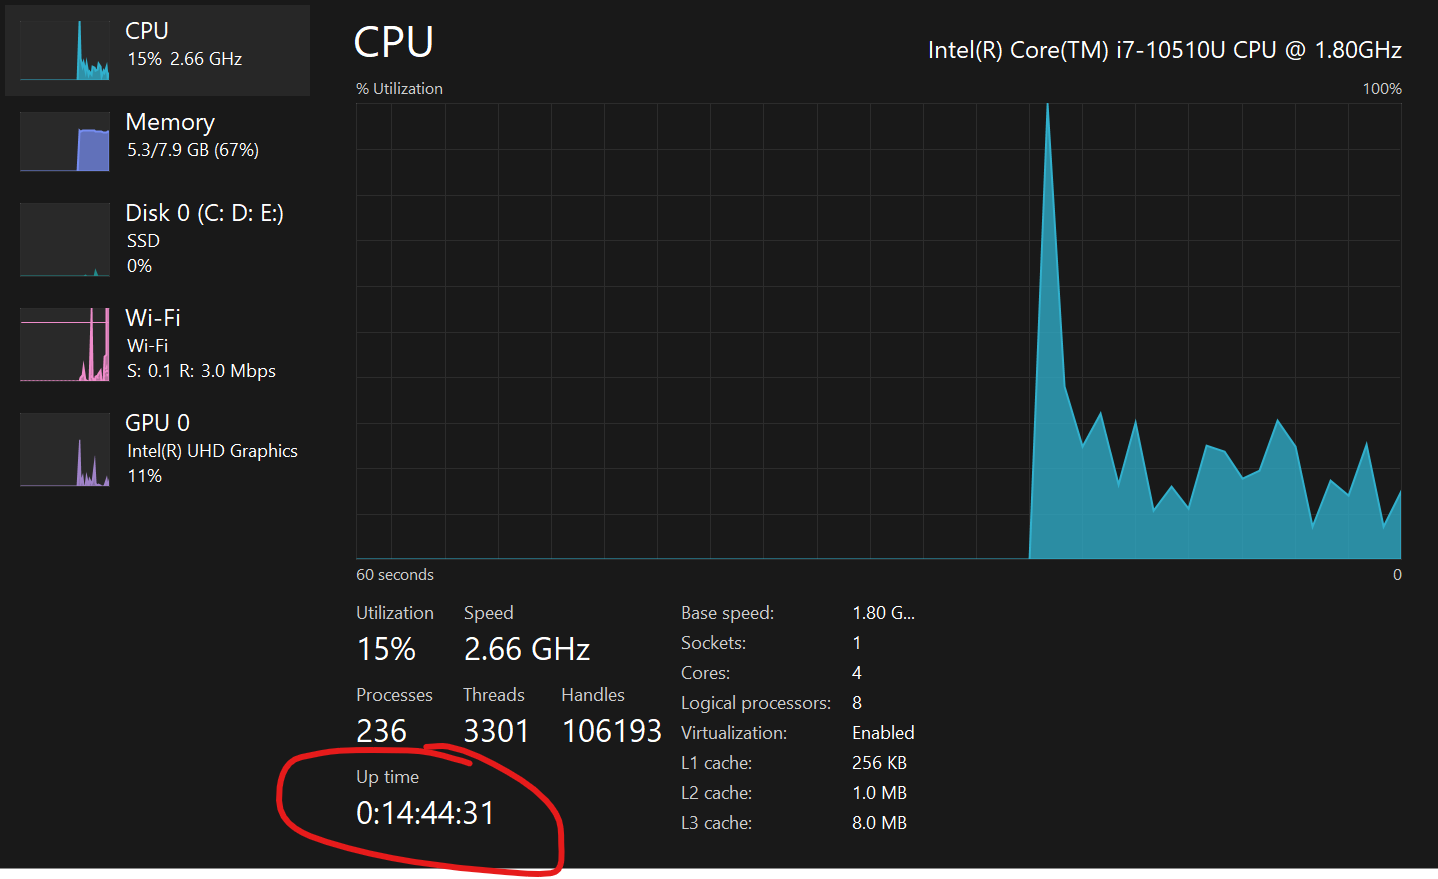 CPU
15% 2.66 GHz
Memory
5.3/7.9 GB (67%)
Disk 0 (C: D: E:)
SSD
0%
Wi-Fi
Wi-Fi
S: 0.1 R: 3.0 Mbps
GPU 0
Intel(R) UHD Graphics
11%
CPU
Intel(R) Core(TM) i7-10510U CPU @ 1.80GHz
% Utilization
100%
60 seconds
0
Utilization
15%
Speed
2.66 GHz
Processes
236
Threads
3301
Handles
106193
Up time
0:14:44:31
Base speed: 1.80 G...
Sockets: 1
Cores: 4
Logical processors: 8
Virtualization: Enabled
L1 cache: 256 KB
L2 cache: 1.0 MB
L3 cache: 8.0 MB